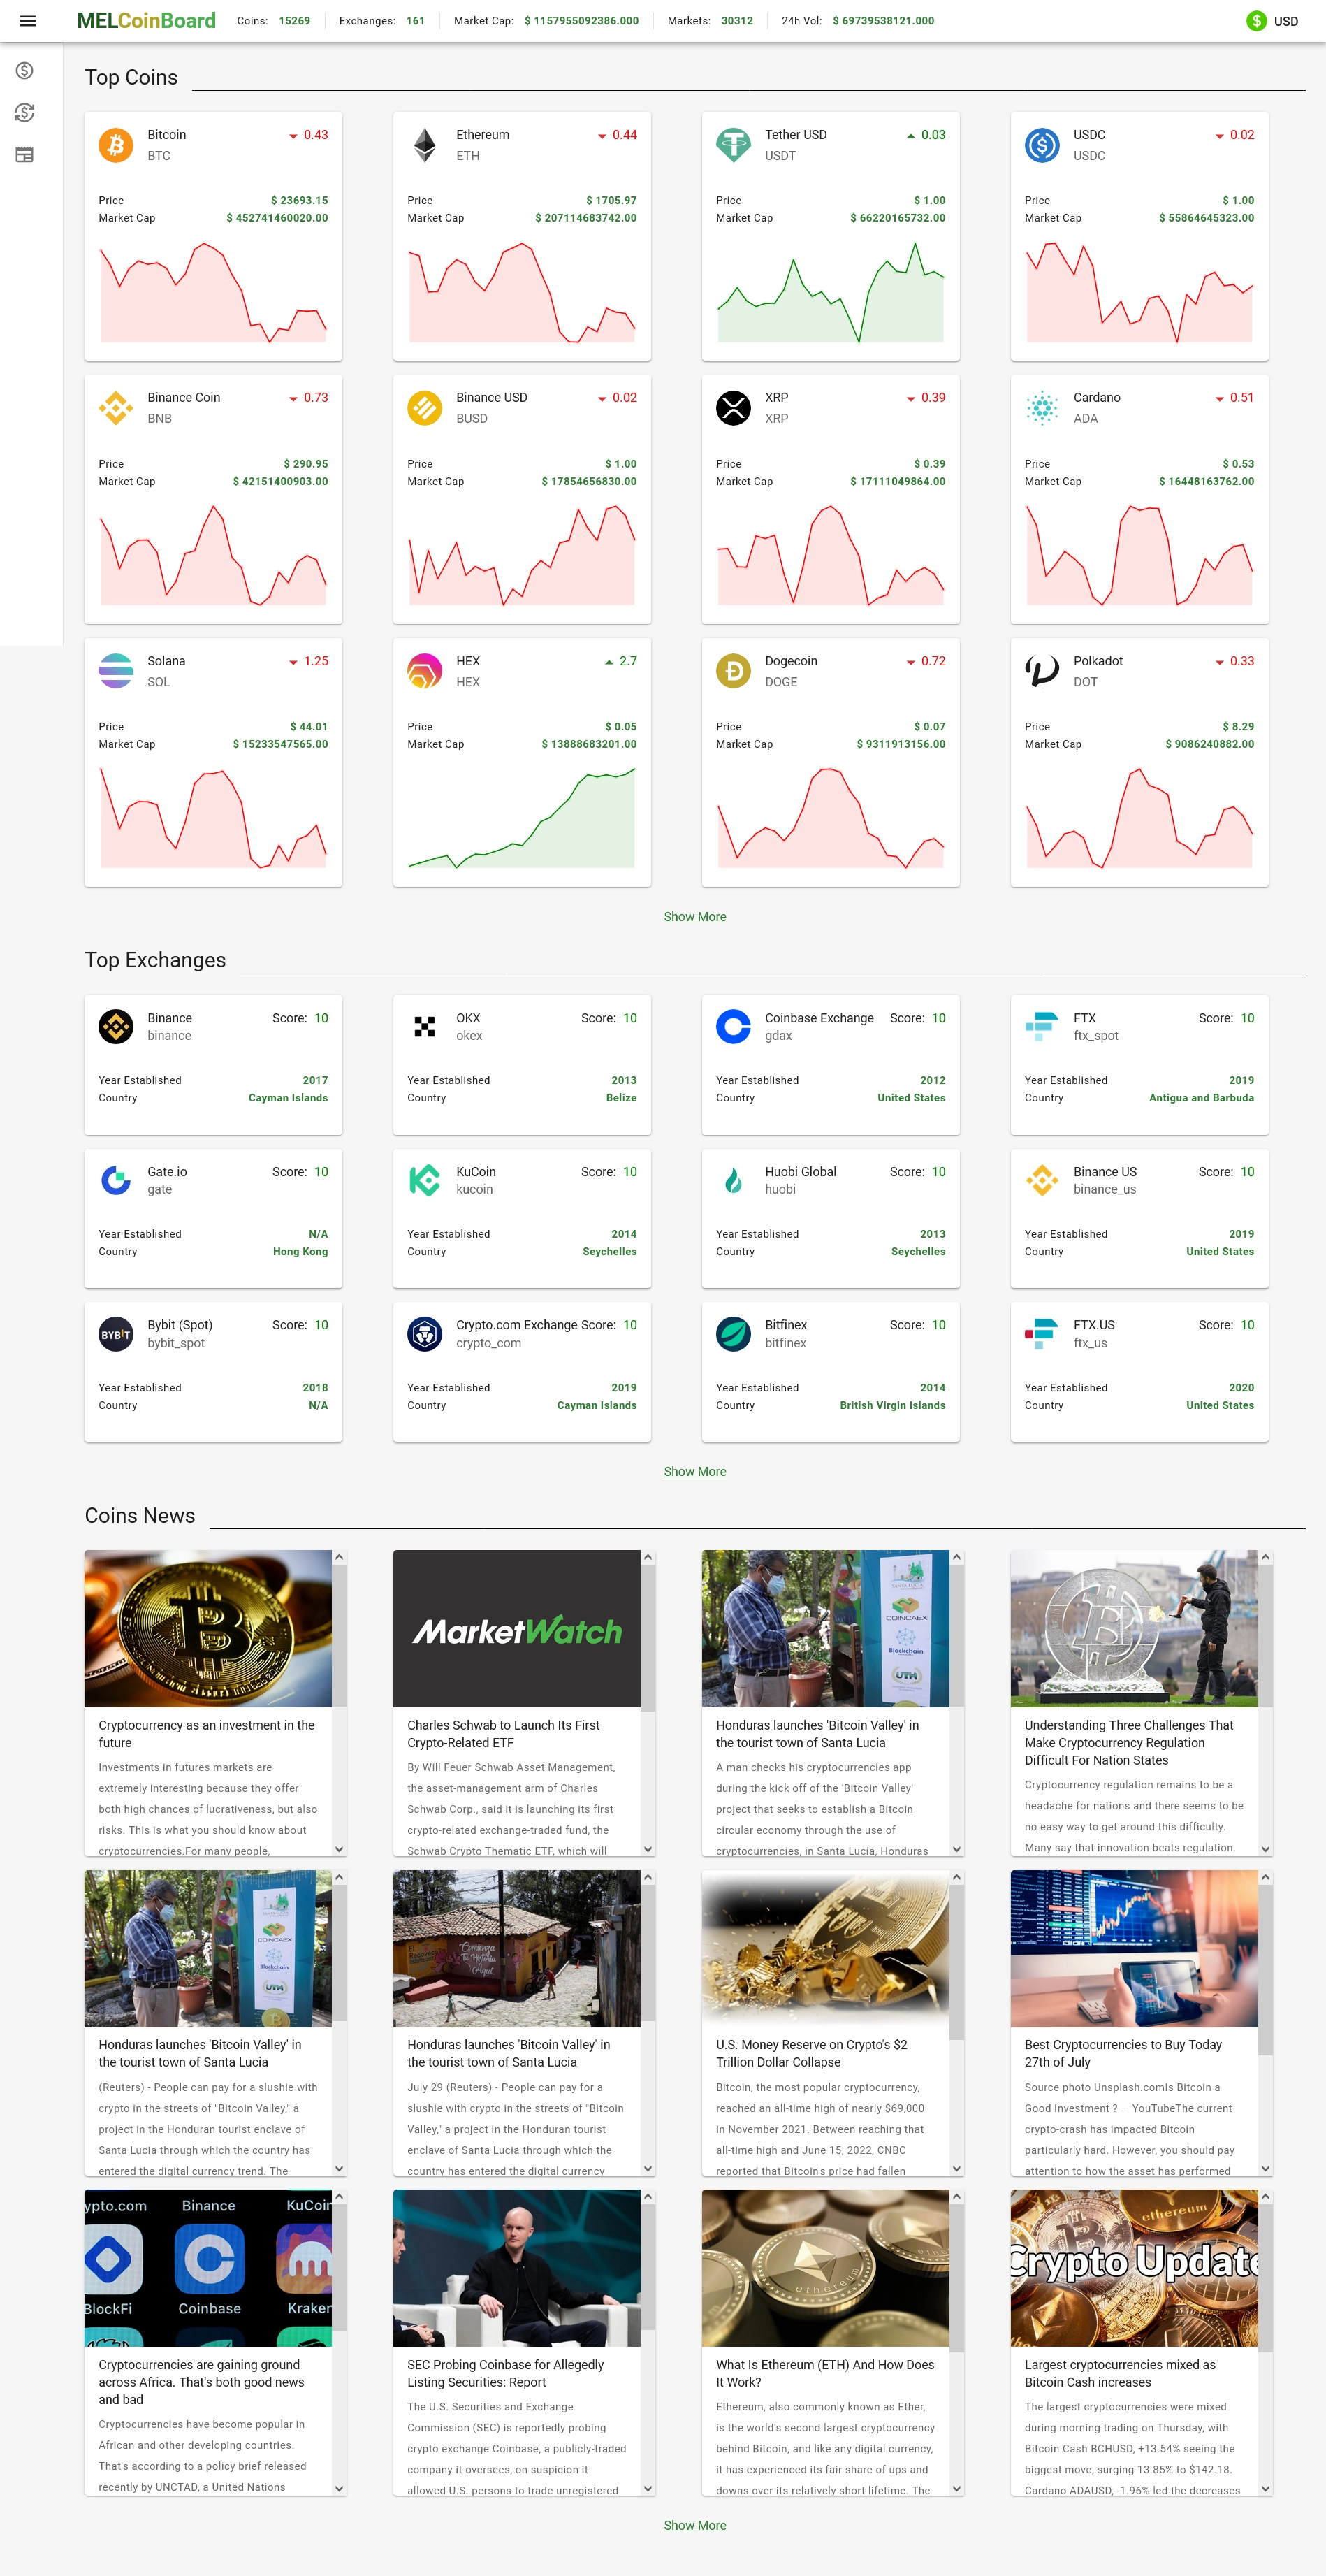 MELCoinBoard
Coins: 15269
Exchanges: 161
Market Cap: $ 1157955092386.000
Markets: 30312
24h Vol: $ 69739538121.000
$ USD
Top Coins
Bitcoin 0.43
BTC
Price $ 23693.15
Market Cap $ 452741460020.00
Ethereum 0.44
ETH
Price $ 1705.97
Market Cap $ 207114683742.00
Tether USD 0.03
USDT
Price $ 1.00
Market Cap $ 66220165732.00
USDC 0.02
USDC
Price $ 1.00
Market Cap $ 55864645323.00
Binance Coin 0.73
BNB
Price $ 290.95
Market Cap $ 42151400903.00
Binance USD 0.02
BUSD
Price $ 1.00
Market Cap $ 17854656830.00
XRP 0.39
XRP
Price $ 0.39
Market Cap $ 17111049864.00
Cardano 0.51
ADA
Price $ 0.53
Market Cap $ 16448163762.00
Solana 1.25
SOL
Price $ 44.01
Market Cap $ 15233547565.00
HEX 2.7
HEX
Price $ 0.05
Market Cap $ 13888683201.00
Dogecoin 0.72
DOGE
Price $ 0.07
Market Cap $ 9311913156.00
Polkadot 0.33
DOT
Price $ 8.29
Market Cap $ 9086240882.00
Show More
Top Exchanges
Binance Score: 10
binance
Year Established 2017
Country Cayman Islands
OKX Score: 10
okex
Year Established 2013
Country Belize
Coinbase Exchange Score: 10
gdax
Year Established 2012
Country United States
FTX Score: 10
ftx_spot
Year Established 2019
Country Antigua and Barbuda
Gate.io Score: 10
gate
Year Established N/A
Country Hong Kong
KuCoin Score: 10
kucoin
Year Established 2014
Country Seychelles
Huobi Global Score: 10
huobi
Year Established 2013
Country Seychelles
Binance US Score: 10
binance_us
Year Established 2019
Country United States
BYBIT
Bybit (Spot) Score: 10
bybit_spot
Year Established 2018
Country N/A
Crypto.com Exchange Score: 10
crypto_com
Year Established 2019
Country Cayman Islands
Bitfinex Score: 10
bitfinex
Year Established 2014
Country British Virgin Islands
FTX.US Score: 10
ftx_us
Year Established 2020
Country United States
Show More
Coins News
Cryptocurrency as an investment in the
future
Investments in futures markets are
extremely interesting because they offer
both high chances of lucrativeness, but also
risks. This is what you should know about
cryptocurrencies.For many people,
MarketWatch
Charles Schwab to Launch Its First
Crypto-Related ETF
By Will Feuer Schwab Asset Management,
the asset-management arm of Charles
Schwab Corp., said it is launching its first
crypto-related exchange-traded fund, the
Schwab Crypto Thematic ETF, which will
COINCAEX
Blockchain
UTH
Honduras launches 'Bitcoin Valley' in
the tourist town of Santa Lucia
A man checks his cryptocurrencies app
during the kick off of the 'Bitcoin Valley'
project that seeks to establish a Bitcoin
circular economy through the use of
cryptocurrencies, in Santa Lucia, Honduras
Understanding Three Challenges That
Make Cryptocurrency Regulation
Difficult For Nation States
Cryptocurrency regulation remains to be a
headache for nations and there seems to be
no easy way to get around this difficulty.
Many say that innovation beats regulation.
COINCAEX
Blockchain
UTH
Honduras launches 'Bitcoin Valley' in
the tourist town of Santa Lucia
(Reuters) - People can pay for a slushie with
crypto in the streets of "Bitcoin Valley," a
project in the Honduran tourist enclave of
Santa Lucia through which the country has
entered the digital currency trend. The
Comienza
Tu Historia
Aquí
Honduras launches 'Bitcoin Valley' in
the tourist town of Santa Lucia
July 29 (Reuters) - People can pay for a
slushie with crypto in the streets of "Bitcoin
Valley," a project in the Honduran tourist
enclave of Santa Lucia through which the
country has entered the digital currency
U.S. Money Reserve on Crypto's $2
Trillion Dollar Collapse
Bitcoin, the most popular cryptocurrency,
reached an all-time high of nearly $69,000
in November 2021. Between reaching that
all-time high and June 15, 2022, CNBC
reported that Bitcoin's price had fallen
Best Cryptocurrencies to Buy Today
27th of July
Source photo Unsplash.comIs Bitcoin a
Good Investment ? — YouTubeThe current
crypto-crash has impacted Bitcoin
particularly hard. However, you should pay
attention to how the asset has performed
ypto.com Binance KuCoin
BlockFi Coinbase Kraken
Cryptocurrencies are gaining ground
across Africa. That's both good news
and bad
Cryptocurrencies have become popular in
African and other developing countries.
That's according to a policy brief released
recently by UNCTAD, a United Nations
SEC Probing Coinbase for Allegedly
Listing Securities: Report
The U.S. Securities and Exchange
Commission (SEC) is reportedly probing
crypto exchange Coinbase, a publicly-traded
company it oversees, on suspicion it
allowed U.S. persons to trade unregistered
ethereum
What Is Ethereum (ETH) And How Does
It Work?
Ethereum, also commonly known as Ether,
is the world's second largest cryptocurrency
behind Bitcoin, and like any digital currency,
it has experienced its fair share of ups and
downs over its relatively short lifetime. The
ethereum
Crypto Update
Largest cryptocurrencies mixed as
Bitcoin Cash increases
The largest cryptocurrencies were mixed
during morning trading on Thursday, with
Bitcoin Cash BCHUSD, +13.54% seeing the
biggest move, surging 13.85% to $142.18.
Cardano ADAUSD, -1.96% led the decreases
Show More